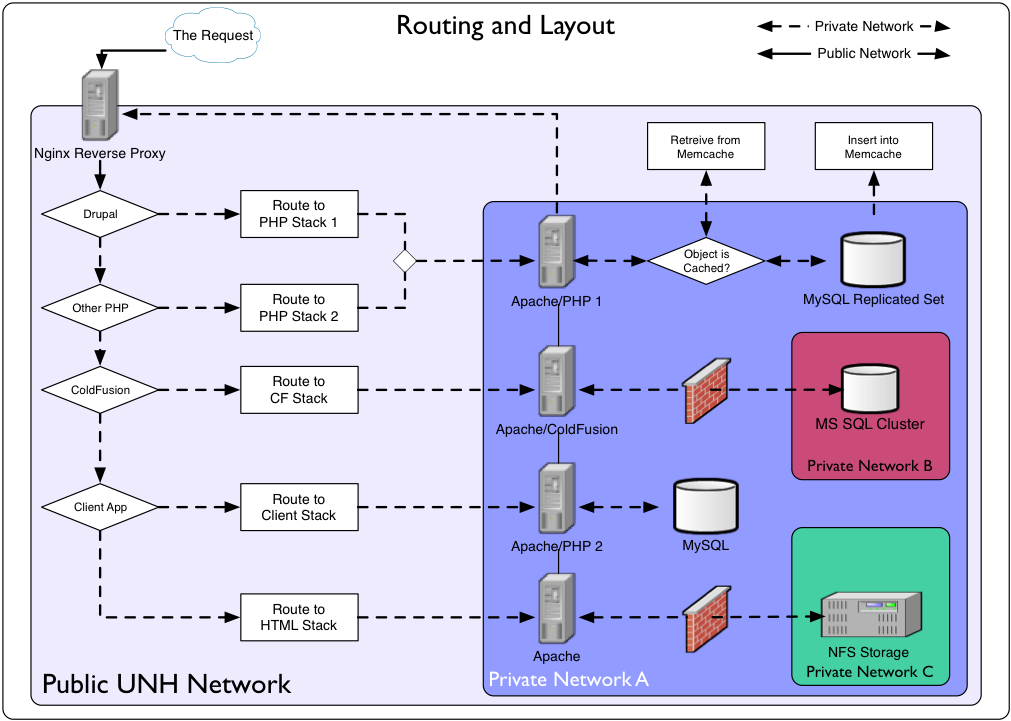 Routing and Layout
The Request
Private Network
Public Network
Nginx Reverse Proxy
Retreive from
Memcache
Insert into
Memcache
Drupal
Route to
PHP Stack 1
Object is
Cached?
Apache/PHP 1
MySQL Replicated Set
Other PHP
Route to
PHP Stack 2
ColdFusion
Route to
CF Stack
Apache/ColdFusion
MS SQL Cluster
Private Network B
Client App
Route to
Client Stack
Apache/PHP 2
MySQL
Route to
HTML Stack
Apache
NFS Storage
Private Network C
Private Network A
Public UNH Network